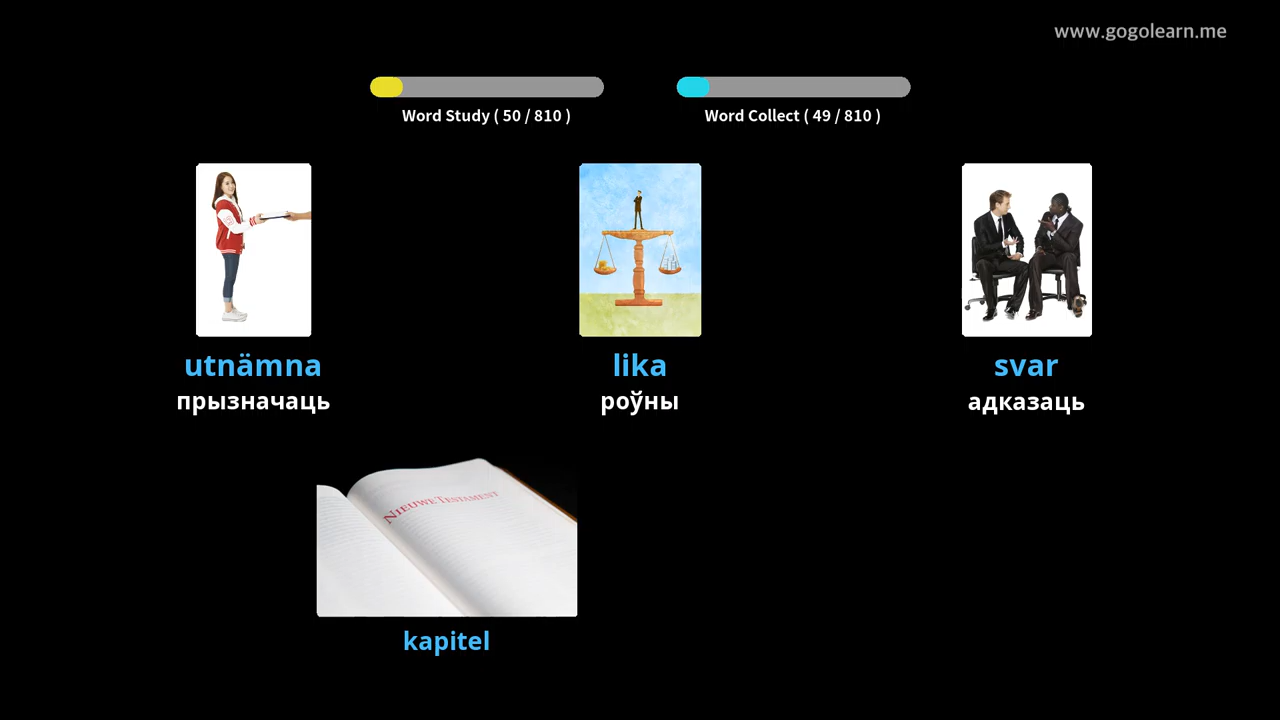 www.gogolearn.me
Word Study ( 50 / 810 )
Word Collect ( 49 / 810 )
utnämna
прызначаць
lika
роўны
svar
адказаць
NIEUWE TESTAMENT
kapitel